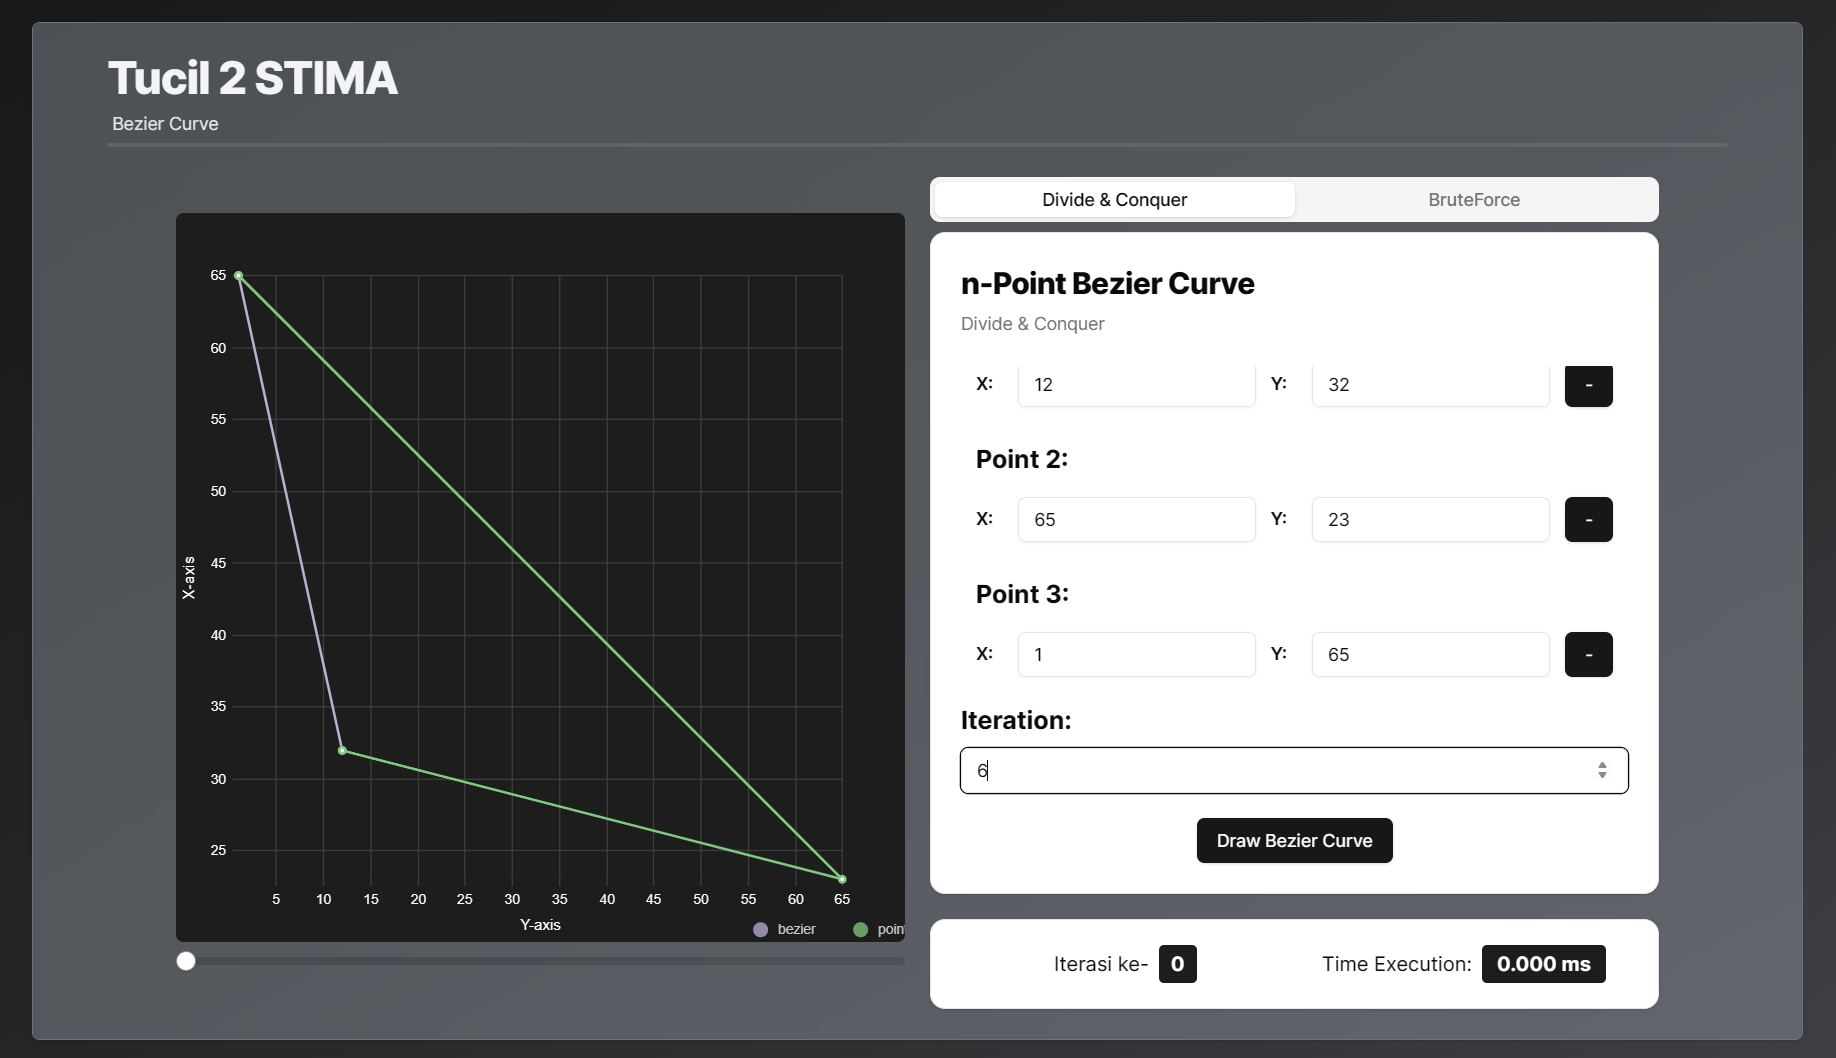 Tucil 2 STIMA
Bezier Curve
65
60
55
50
45
40
35
30
25
X-axis
5 10 15 20 25 30 35 40 45 50 55 60 65
Y-axis
bezier poin
Divide & Conquer BruteForce
n-Point Bezier Curve
Divide & Conquer
X: 12 Y: 32 -
Point 2:
X: 65 Y: 23 -
Point 3:
X: 1 Y: 65 -
Iteration:
6
Draw Bezier Curve
Iterasi ke- 0 Time Execution: 0.000 ms